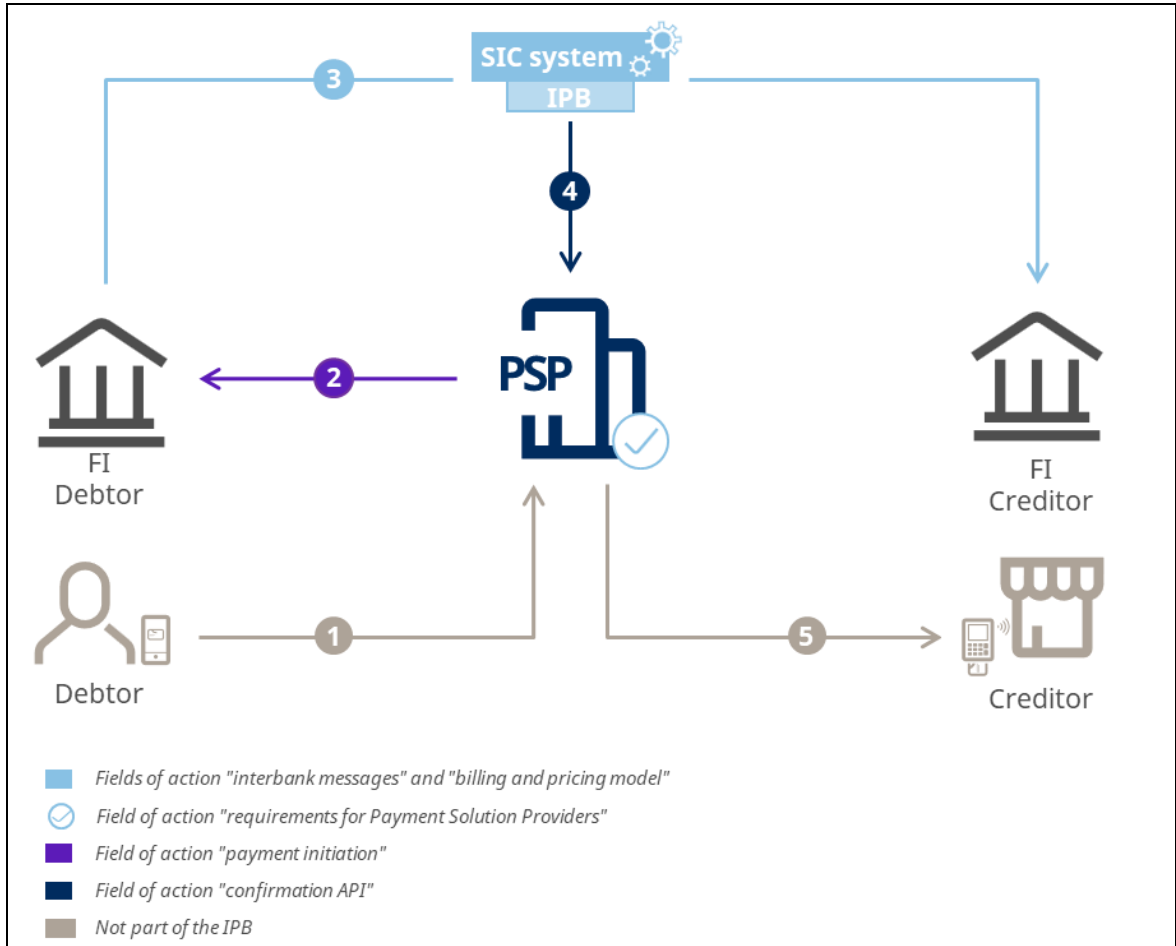 SIC system
IPB
3
4
PSP
2
FI
Debtor
FI
Creditor
1
5
Debtor
Creditor
Fields of action "interbank messages" and "billing and pricing model"
Field of action "requirements for Payment Solution Providers"
Field of action "payment initiation"
Field of action "confirmation API"
Not part of the IPB